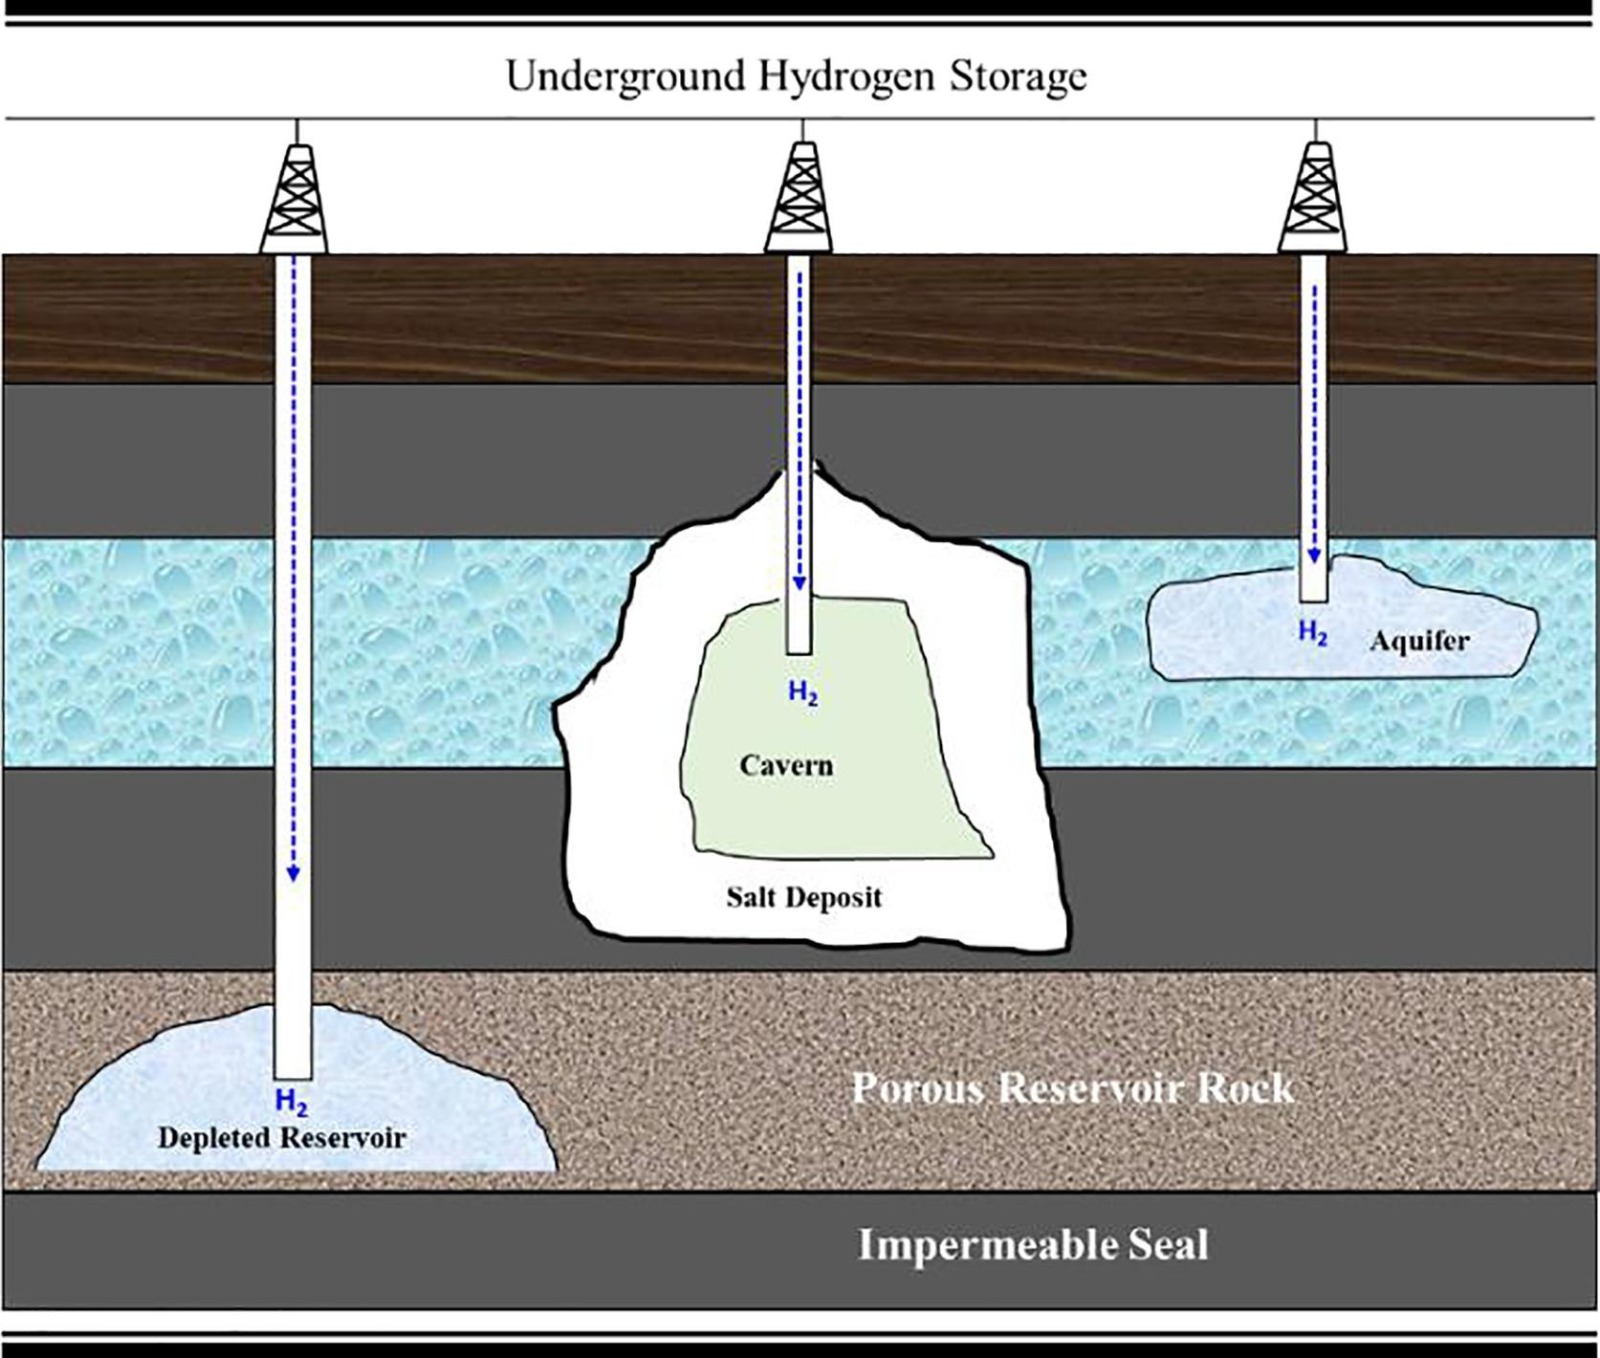 Underground Hydrogen Storage
H₂
Aquifer
H₂
Cavern
Salt Deposit
Porous Reservoir Rock
H₂
Depleted Reservoir
Impermeable Seal